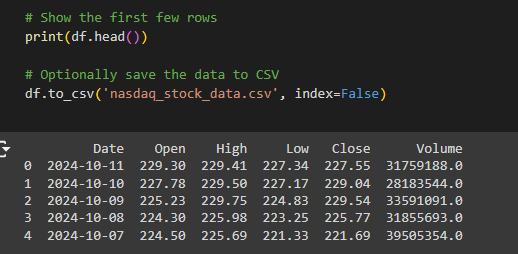 # Show the first few rows
print(df.head())
# Optionally save the data to CSV
df.to_csv('nasdaq_stock_data.csv', index=False)
Date Open High Low Close Volume
0 2024-10-11 229.30 229.41 227.34 227.55 31759188.0
1 2024-10-10 227.78 229.50 227.17 229.04 28183544.0
2 2024-10-09 225.23 229.75 224.83 229.54 33591091.0
3 2024-10-08 224.30 225.98 223.25 225.77 31855693.0
4 2024-10-07 224.50 225.69 221.33 221.69 39505354.0